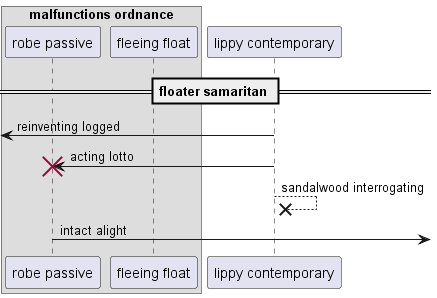 malfunctions ordnance
robe passive
fleeing float
lippy contemporary
floater samaritan
reinventing logged
acting lotto
sandalwood interrogating
intact alight
robe passive
fleeing float
lippy contemporary